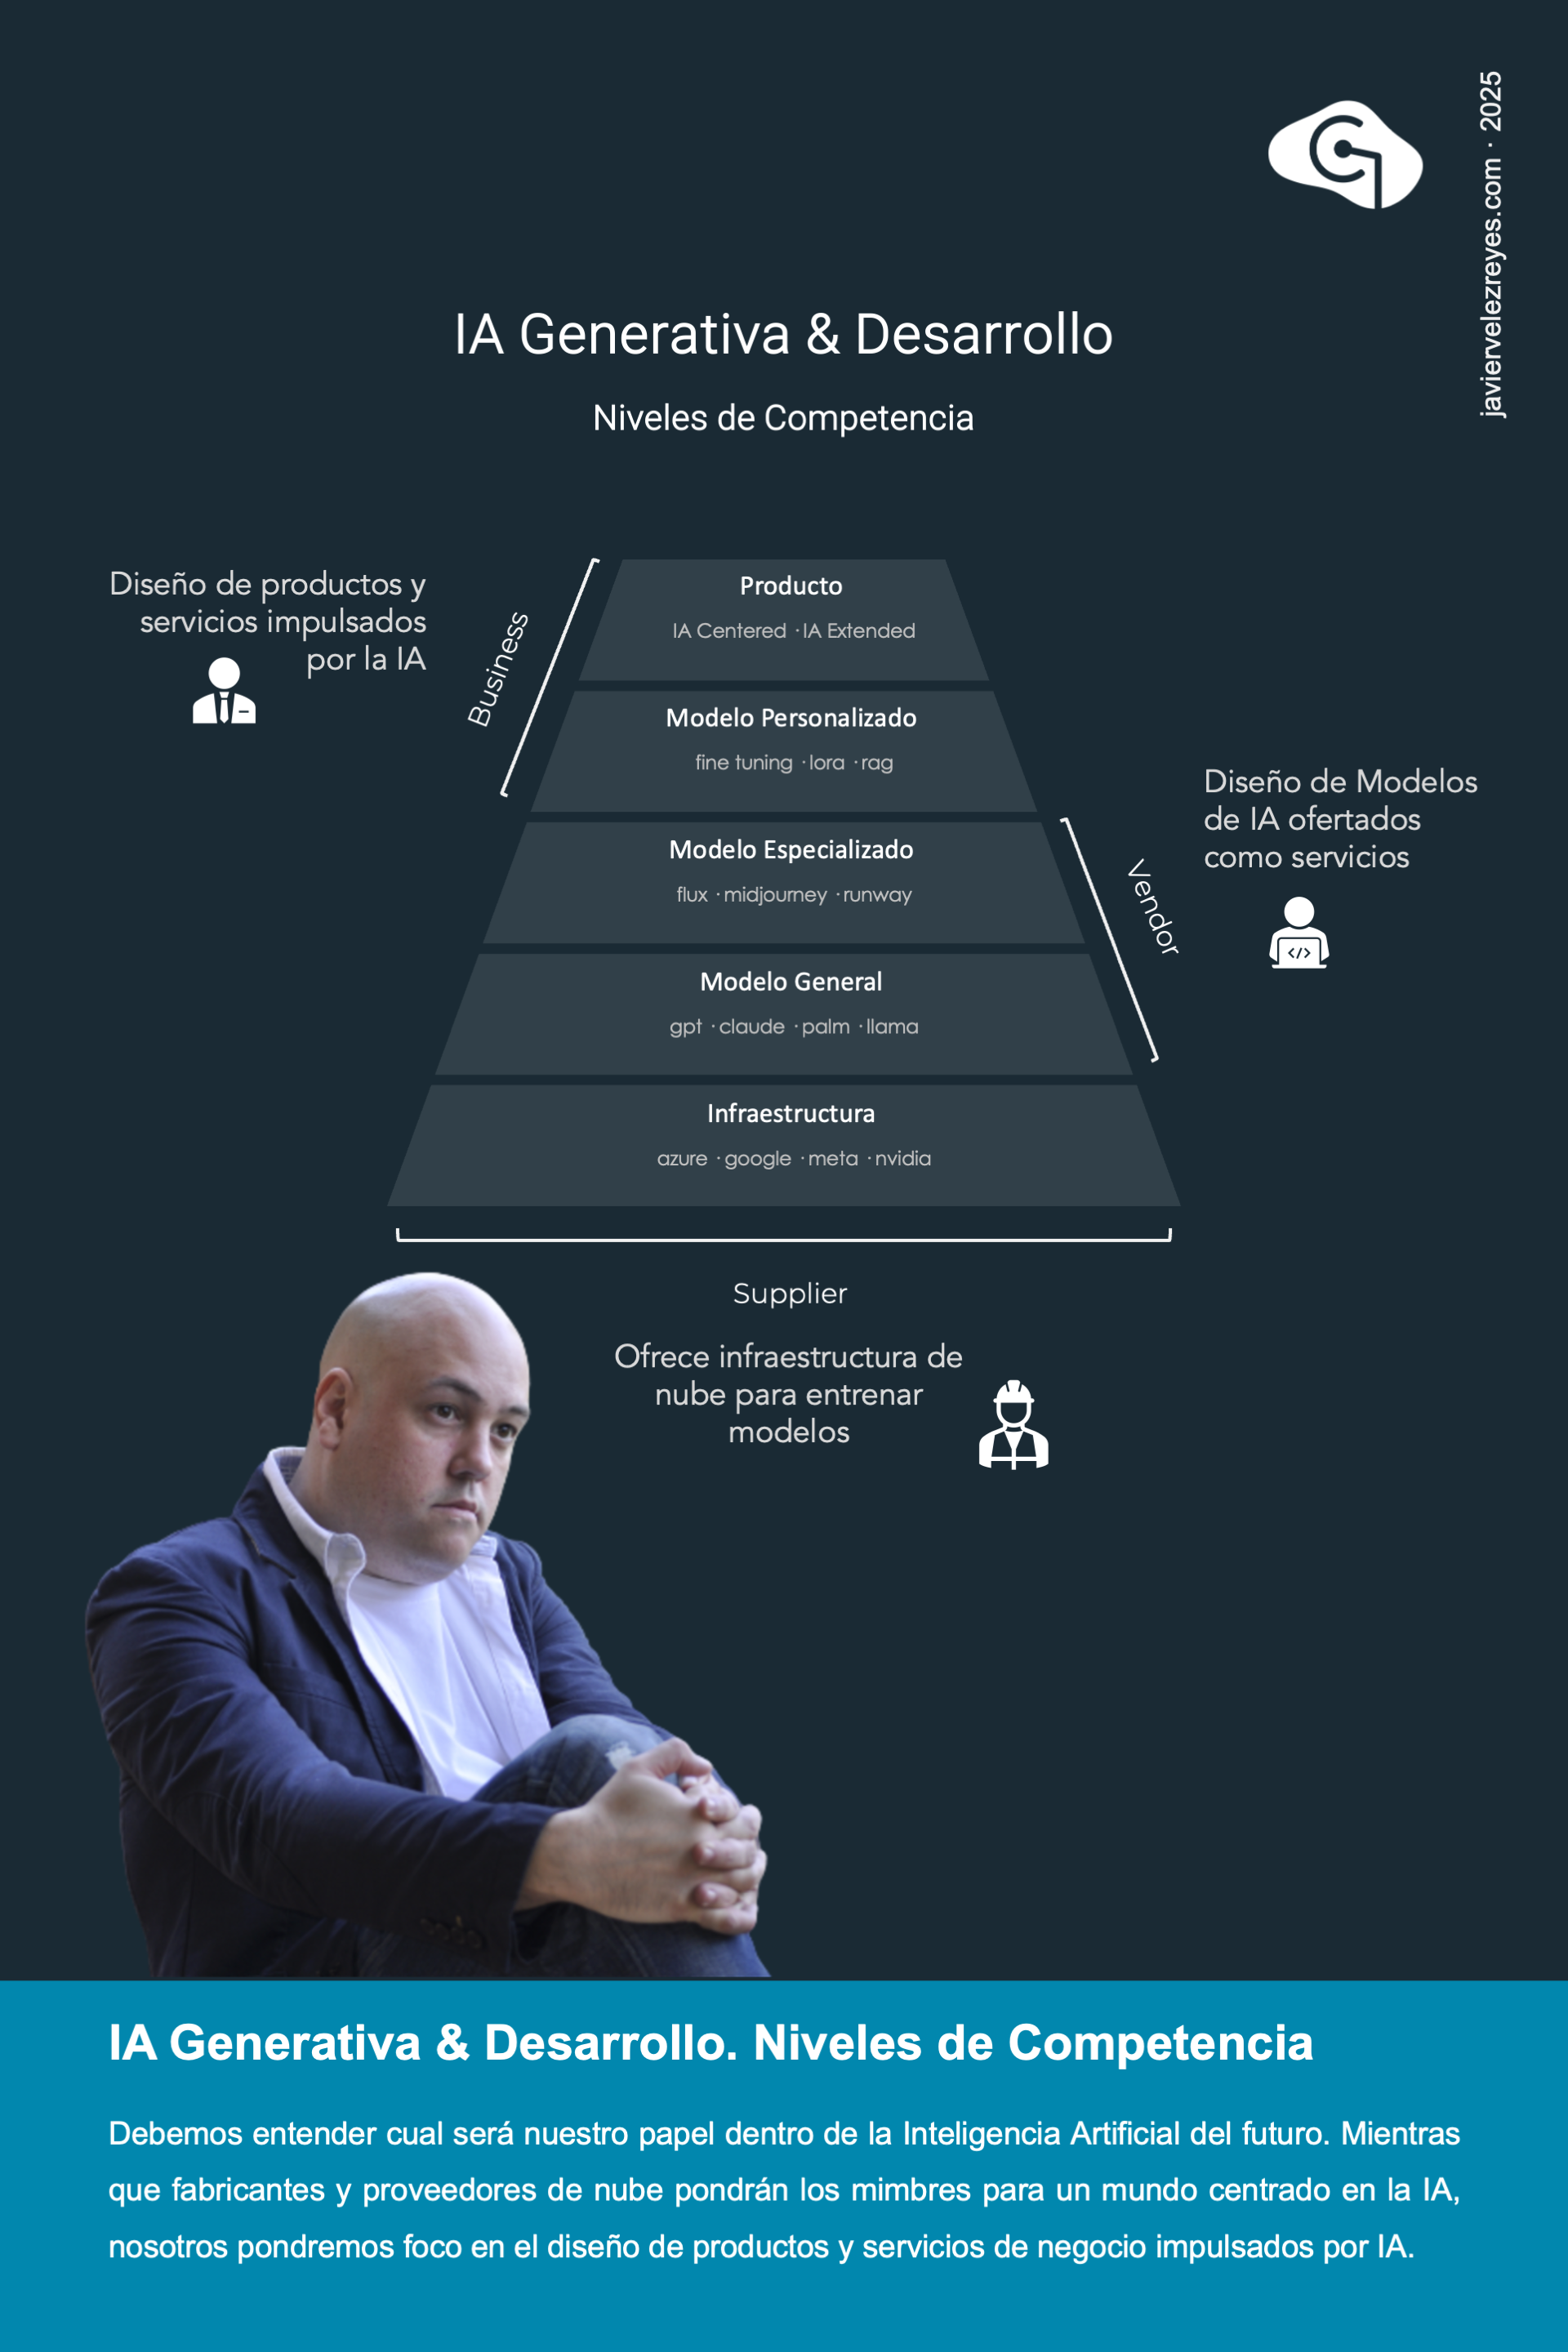 javiervelezreyes.com · 2025
IA Generativa & Desarrollo
Niveles de Competencia
Diseño de productos y
servicios impulsados
por la IA
Business
Producto
IA Centered · IA Extended
Modelo Personalizado
fine tuning · lora · rag
Modelo Especializado
flux · midjourney · runway
Modelo General
gpt · claude · palm · llama
Infraestructura
azure · google · meta · nvidia
Vendor
Diseño de Modelos
de IA ofertados
como servicios
</>
Supplier
Ofrece infraestructura de
nube para entrenar
modelos
IA Generativa & Desarrollo. Niveles de Competencia
Debemos entender cual será nuestro papel dentro de la Inteligencia Artificial del futuro. Mientras
que fabricantes y proveedores de nube pondrán los mimbres para un mundo centrado en la IA,
nosotros pondremos foco en el diseño de productos y servicios de negocio impulsados por IA.